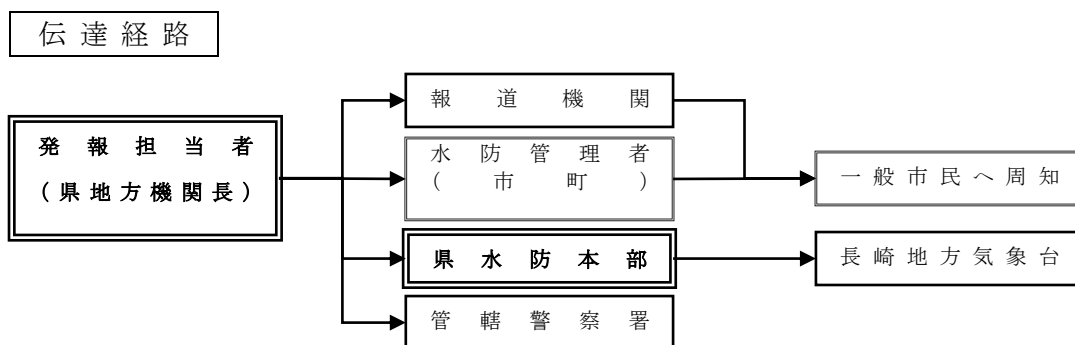 伝達経路
発報担当者
(県地方機関長)
報道機関
水防管理者
(市町)
県水防本部
管轄警察署
一般市民へ周知
長崎地方気象台